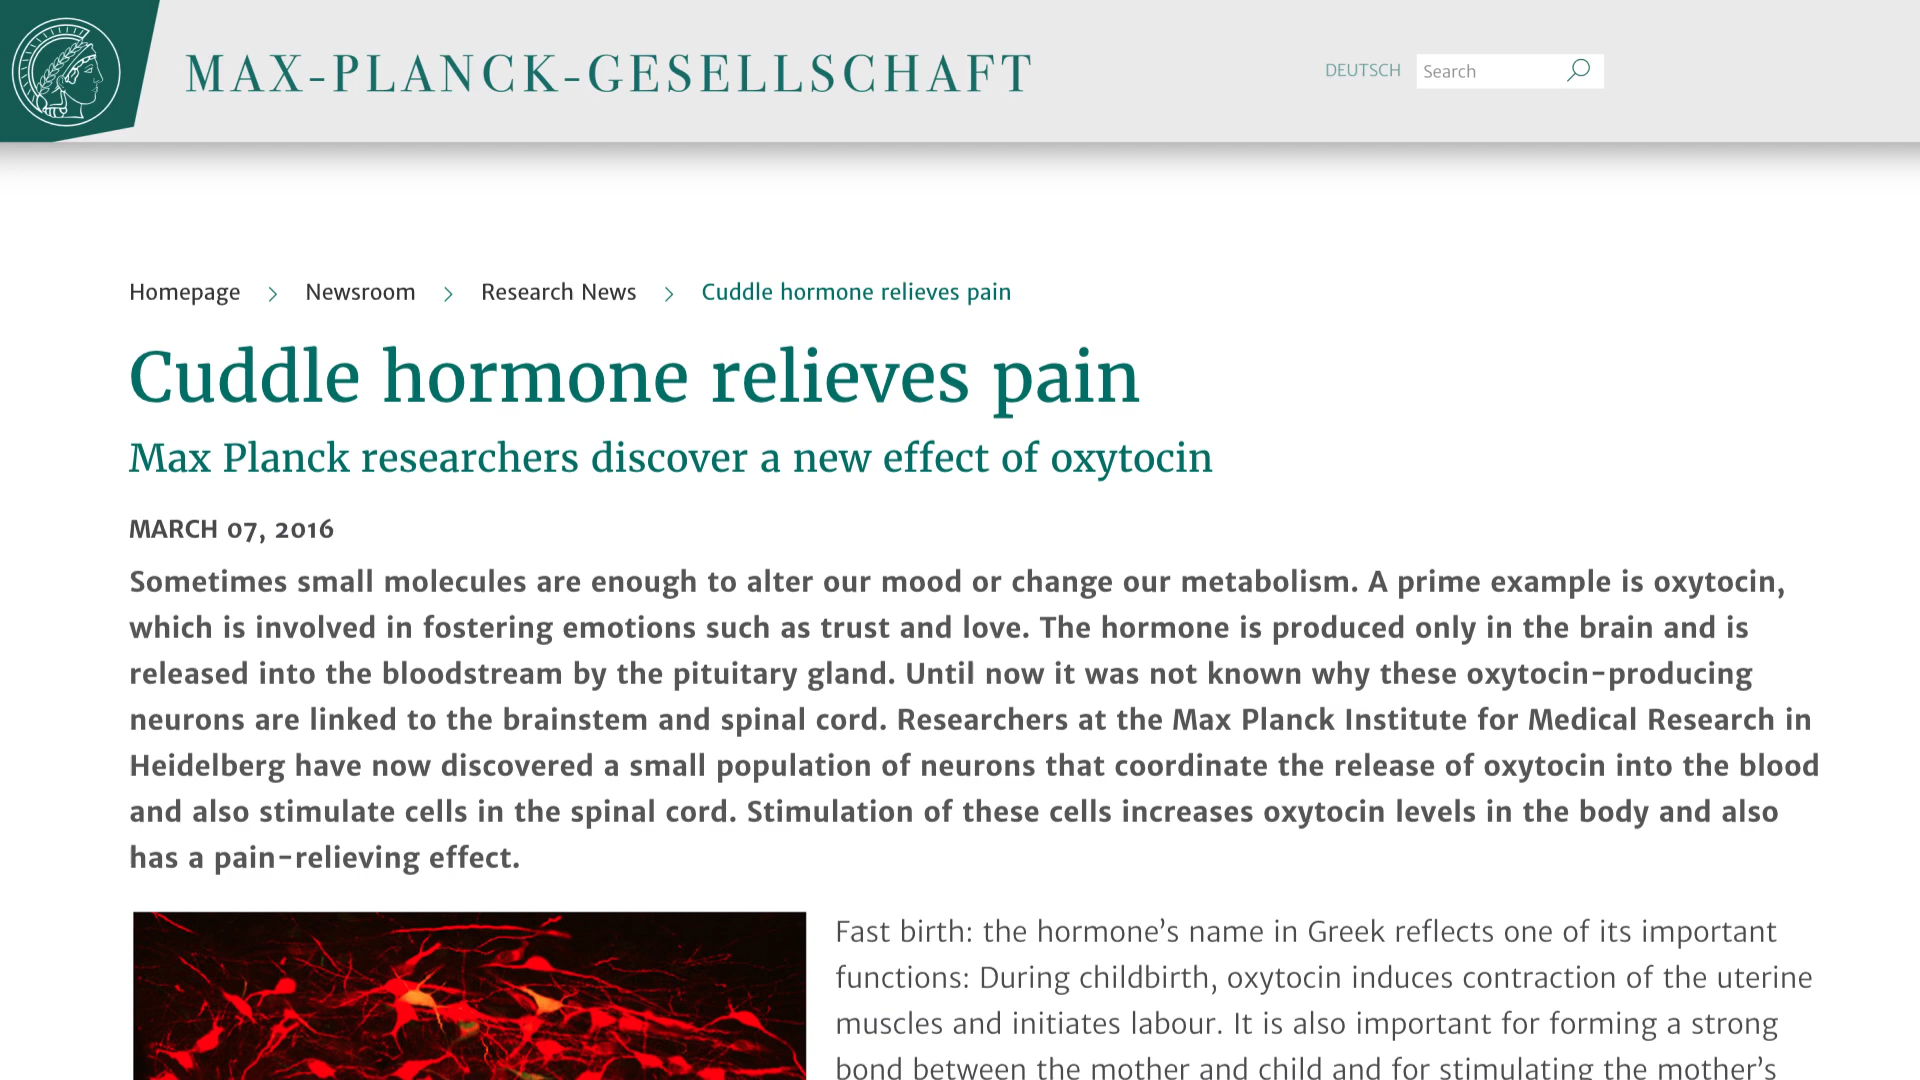 MAX-PLANCK-GESELLSCHAFT
DEUTSCH
Search
Homepage > Newsroom > Research News > Cuddle hormone relieves pain
Cuddle hormone relieves pain
Max Planck researchers discover a new effect of oxytocin
MARCH 07, 2016
Sometimes small molecules are enough to alter our mood or change our metabolism. A prime example is oxytocin,
which is involved in fostering emotions such as trust and love. The hormone is produced only in the brain and is
released into the bloodstream by the pituitary gland. Until now it was not known why these oxytocin-producing
neurons are linked to the brainstem and spinal cord. Researchers at the Max Planck Institute for Medical Research in
Heidelberg have now discovered a small population of neurons that coordinate the release of oxytocin into the blood
and also stimulate cells in the spinal cord. Stimulation of these cells increases oxytocin levels in the body and also
has a pain-relieving effect.
Fast birth: the hormone’s name in Greek reflects one of its important
functions: During childbirth, oxytocin induces contraction of the uterine
muscles and initiates labour. It is also important for forming a strong
bond between the mother and child and for stimulating the mother’s